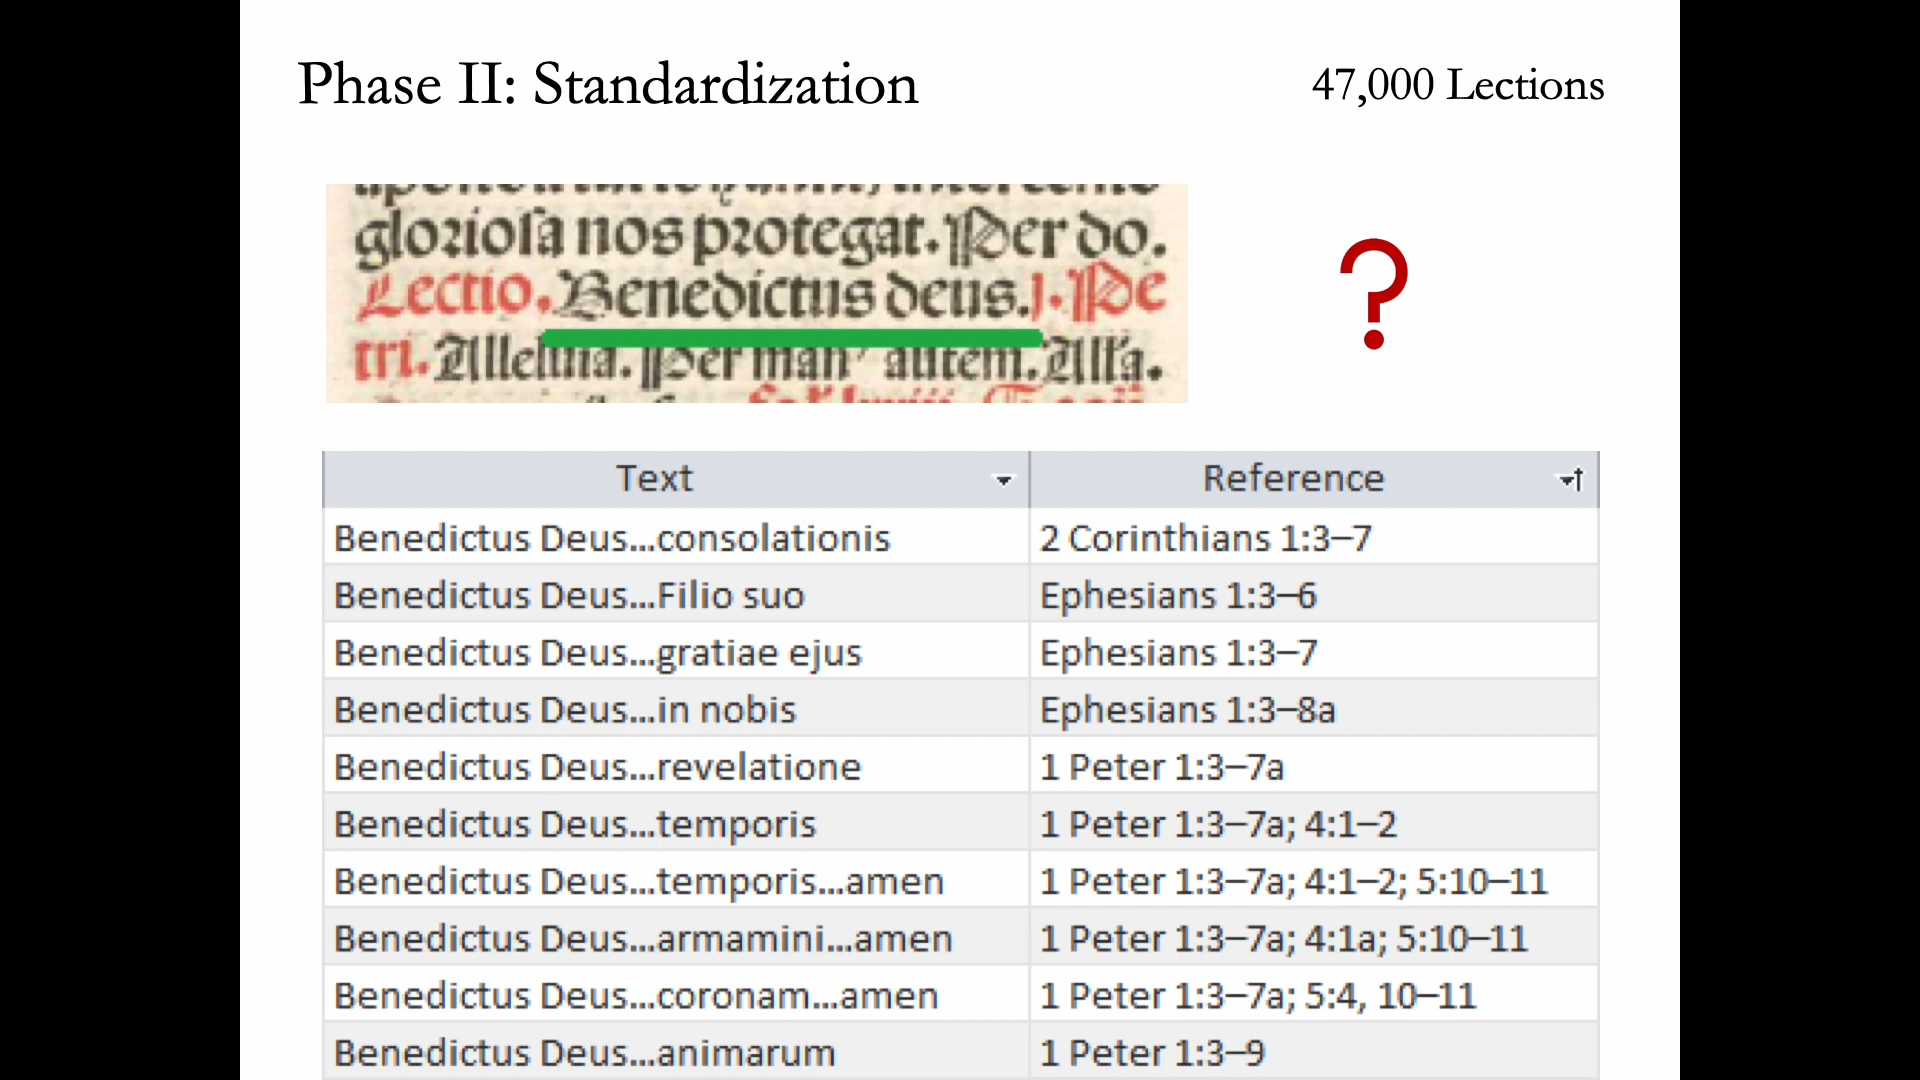 Phase II: Standardization
47,000 Lections
gloriosa nos protegat. Per do.
Lectio. Benedictus deus. j. Pe
tri. Alleluia. Per man' autem. Alla.
?
Text Reference
Benedictus Deus...consolationis 2 Corinthians 1:3–7
Benedictus Deus...Filio suo Ephesians 1:3–6
Benedictus Deus...gratiae ejus Ephesians 1:3–7
Benedictus Deus...in nobis Ephesians 1:3–8a
Benedictus Deus...revelatione 1 Peter 1:3–7a
Benedictus Deus...temporis 1 Peter 1:3–7a; 4:1–2
Benedictus Deus...temporis...amen 1 Peter 1:3–7a; 4:1–2; 5:10–11
Benedictus Deus...armamini...amen 1 Peter 1:3–7a; 4:1a; 5:10–11
Benedictus Deus...coronam...amen 1 Peter 1:3–7a; 5:4, 10–11
Benedictus Deus...animarum 1 Peter 1:3–9